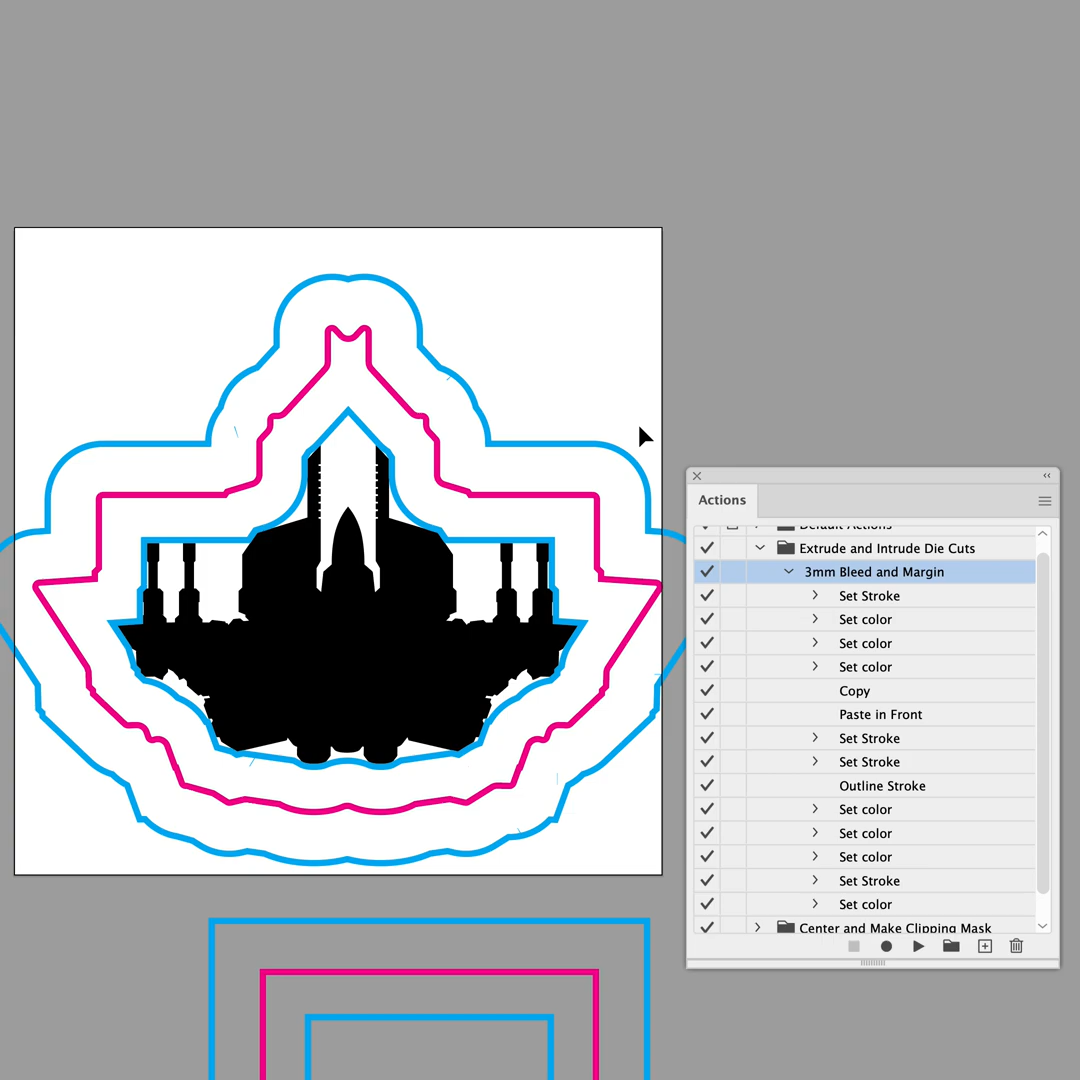 Actions
Default Actions
Extrude and Intrude Die Cuts
3mm Bleed and Margin
Set Stroke
Set color
Set color
Set color
Copy
Paste in Front
Set Stroke
Set Stroke
Outline Stroke
Set color
Set color
Set color
Set Stroke
Set color
Center and Make Clipping Mask